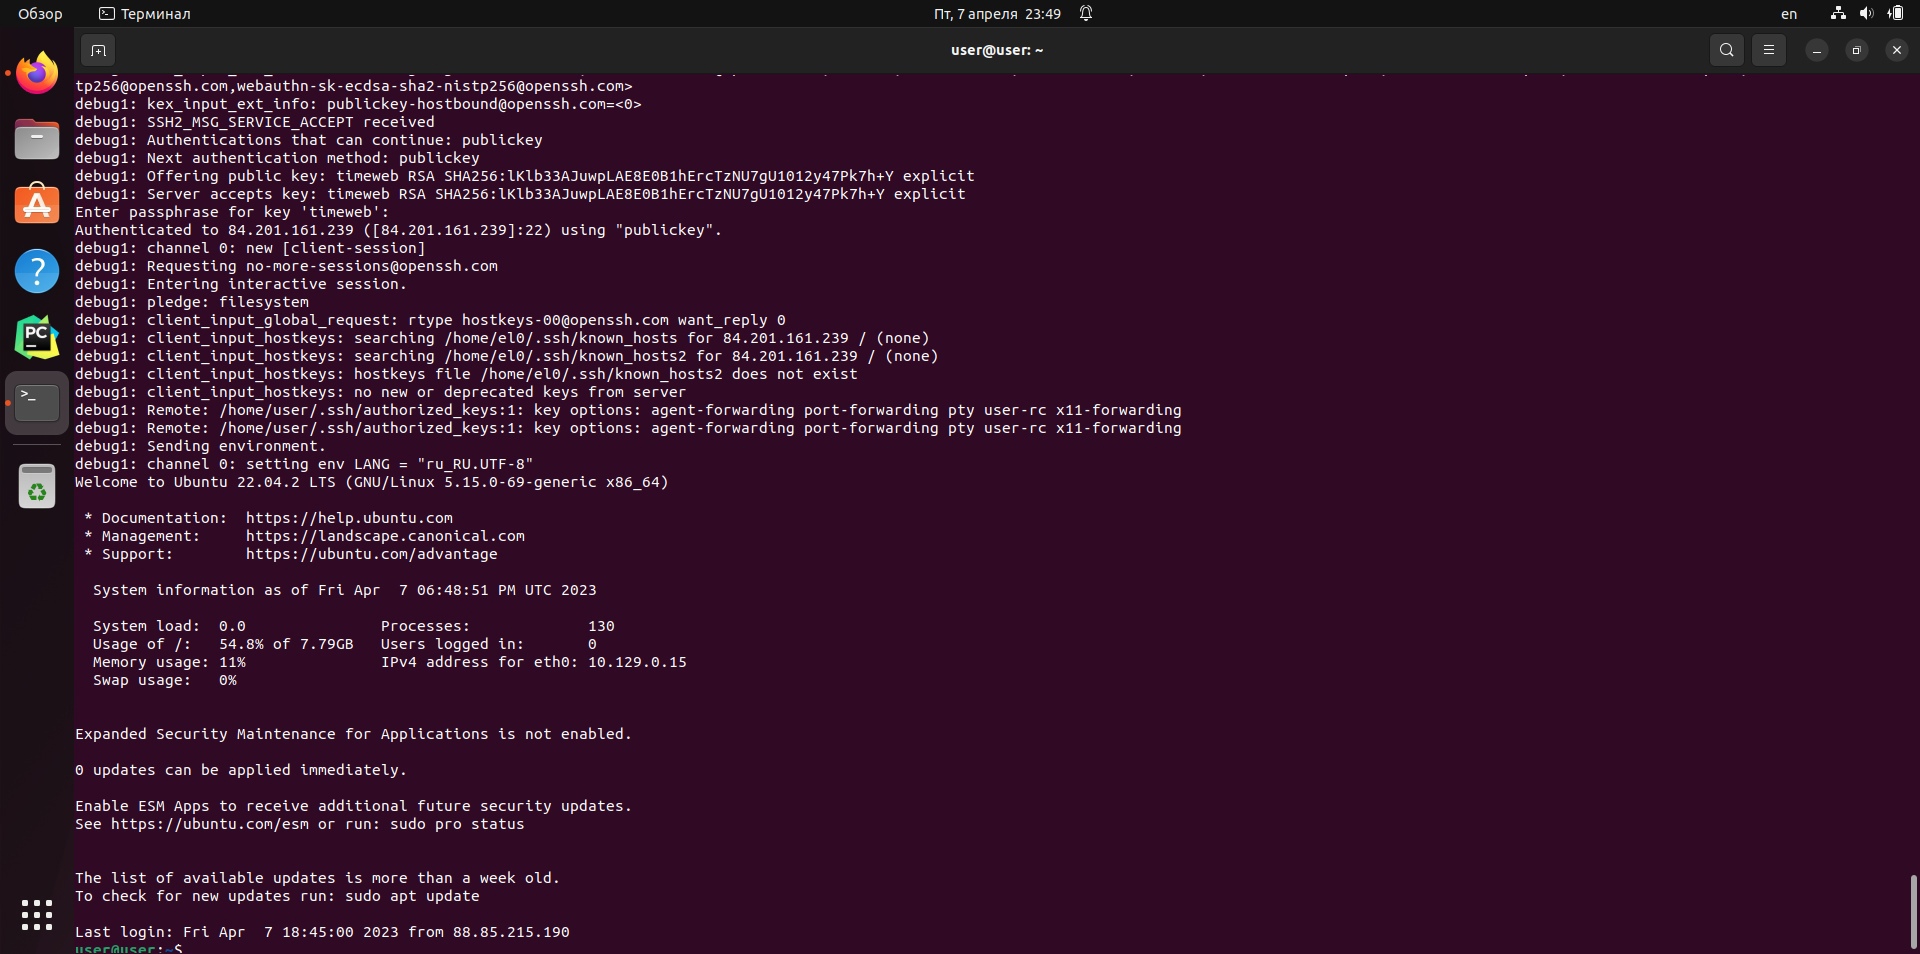 Обзор
Терминал
Пт, 7 апреля 23:49
en
user@user: ~
tp256@openssh.com,webauthn-sk-ecdsa-sha2-nistp256@openssh.com>
debug1: kex_input_ext_info: publickey-hostbound@openssh.com=<0>
debug1: SSH2_MSG_SERVICE_ACCEPT received
debug1: Authentications that can continue: publickey
debug1: Next authentication method: publickey
debug1: Offering public key: timeweb RSA SHA256:lKlb33AJuwpLAE8E0B1hErcTzNU7gU1012y47Pk7h+Y explicit
debug1: Server accepts key: timeweb RSA SHA256:lKlb33AJuwpLAE8E0B1hErcTzNU7gU1012y47Pk7h+Y explicit
Enter passphrase for key 'timeweb':
Authenticated to 84.201.161.239 ([84.201.161.239]:22) using "publickey".
debug1: channel 0: new [client-session]
debug1: Requesting no-more-sessions@openssh.com
debug1: Entering interactive session.
debug1: pledge: filesystem
debug1: client_input_global_request: rtype hostkeys-00@openssh.com want_reply 0
debug1: client_input_hostkeys: searching /home/el0/.ssh/known_hosts for 84.201.161.239 / (none)
debug1: client_input_hostkeys: searching /home/el0/.ssh/known_hosts2 for 84.201.161.239 / (none)
debug1: client_input_hostkeys: hostkeys file /home/el0/.ssh/known_hosts2 does not exist
debug1: client_input_hostkeys: no new or deprecated keys from server
debug1: Remote: /home/user/.ssh/authorized_keys:1: key options: agent-forwarding port-forwarding pty user-rc x11-forwarding
debug1: Remote: /home/user/.ssh/authorized_keys:1: key options: agent-forwarding port-forwarding pty user-rc x11-forwarding
debug1: Sending environment.
debug1: channel 0: setting env LANG = "ru_RU.UTF-8"
Welcome to Ubuntu 22.04.2 LTS (GNU/Linux 5.15.0-69-generic x86_64)
* Documentation:  https://help.ubuntu.com
* Management:     https://landscape.canonical.com
* Support:        https://ubuntu.com/advantage
System information as of Fri Apr  7 06:48:51 PM UTC 2023
System load:  0.0               Processes:             130
Usage of /:   54.8% of 7.79GB   Users logged in:       0
Memory usage: 11%               IPv4 address for eth0: 10.129.0.15
Swap usage:   0%
Expanded Security Maintenance for Applications is not enabled.
0 updates can be applied immediately.
Enable ESM Apps to receive additional future security updates.
See https://ubuntu.com/esm or run: sudo pro status
The list of available updates is more than a week old.
To check for new updates run: sudo apt update
Last login: Fri Apr  7 18:45:00 2023 from 88.85.215.190
user@user:~$
PC